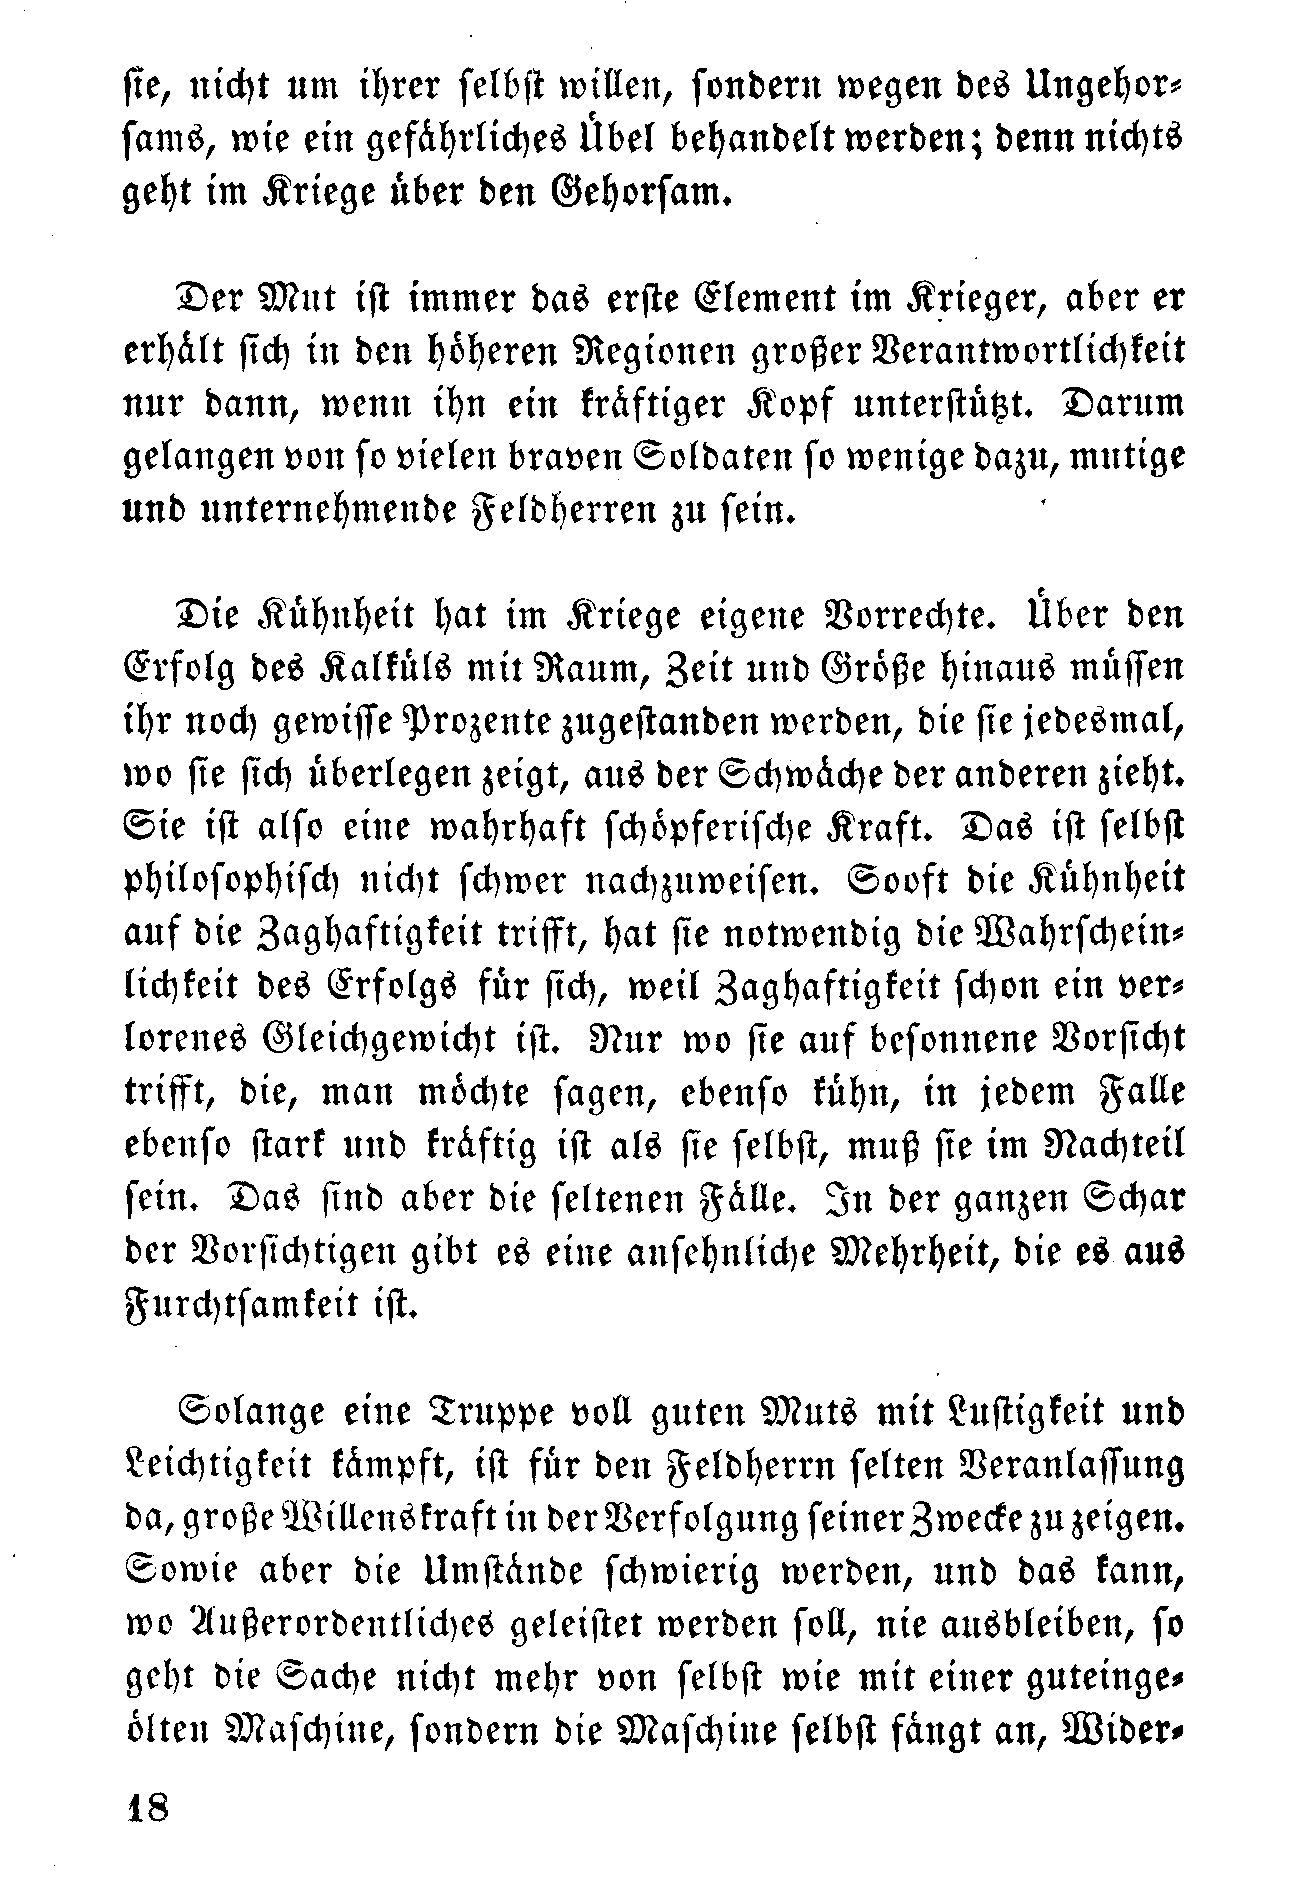 sie, nicht um ihrer selbst willen, sondern wegen des Ungehor-
sams, wie ein gefährliches Übel behandelt werden; denn nichts
geht im Kriege über den Gehorsam.
Der Mut ist immer das erste Element im Krieger, aber er
erhält sich in den höheren Regionen großer Verantwortlichkeit
nur dann, wenn ihn ein kräftiger Kopf unterstützt. Darum
gelangen von so vielen braven Soldaten so wenige dazu, mutige
und unternehmende Feldherren zu sein.
Die Kühnheit hat im Kriege eigene Vorrechte. Über den
Erfolg des Kalküls mit Raum, Zeit und Größe hinaus müssen
ihr noch gewisse Prozente zugestanden werden, die sie jedesmal,
wo sie sich überlegen zeigt, aus der Schwäche der anderen zieht.
Sie ist also eine wahrhaft schöpferische Kraft. Das ist selbst
philosophisch nicht schwer nachzuweisen. Sooft die Kühnheit
auf die Zaghaftigkeit trifft, hat sie notwendig die Wahrschein-
lichkeit des Erfolgs für sich, weil Zaghaftigkeit schon ein ver-
lorenes Gleichgewicht ist. Nur wo sie auf besonnene Vorsicht
trifft, die, man möchte sagen, ebenso kühn, in jedem Falle
ebenso stark und kräftig ist als sie selbst, muß sie im Nachteil
sein. Das sind aber die seltenen Fälle. In der ganzen Schar
der Vorsichtigen gibt es eine ansehnliche Mehrheit, die es aus
Furchtsamkeit ist.
Solange eine Truppe voll guten Muts mit Lustigkeit und
Leichtigkeit kämpft, ist für den Feldherrn selten Veranlassung
da, große Willenskraft in der Verfolgung seiner Zwecke zu zeigen.
Sowie aber die Umstände schwierig werden, und das kann,
wo Außerordentliches geleistet werden soll, nie ausbleiben, so
geht die Sache nicht mehr von selbst wie mit einer guteinge-
ölten Maschine, sondern die Maschine selbst fängt an, Wider-
18